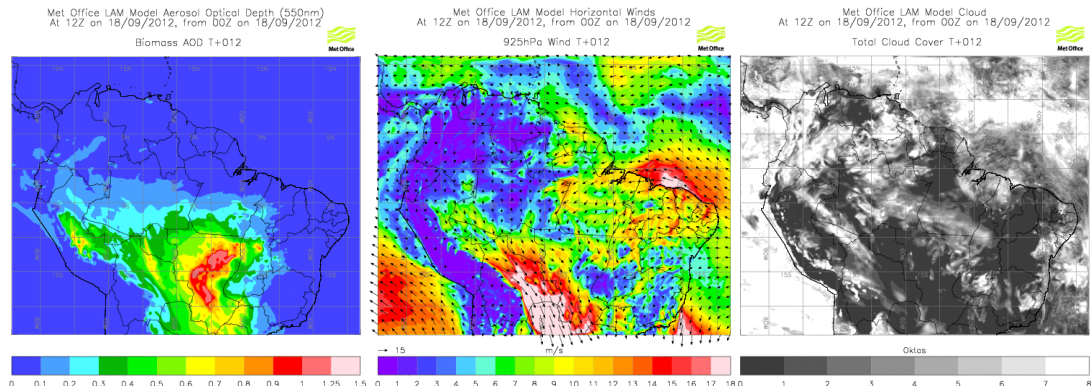 Met Office LAM Model Aerosol Optical Depth (550nm)
At 12Z on 18/09/2012, from 00Z on 18/09/2012
Biomass AOD T+012
Met Office
0 0.1 0.2 0.25 0.3 0.4 0.5 0.6 0.7 0.8 0.9 1 1.25 1.5
Met Office LAM Model Horizontal Winds
At 12Z on 18/09/2012, from 00Z on 18/09/2012
925hPa Wind T+012
Met Office
15
m/s
0 1 2 3 4 5 6 7 8 9 10 11 12 13 14 15 16 17 18.0
Met Office LAM Model Cloud
At 12Z on 18/09/2012, from 00Z on 18/09/2012
Total Cloud Cover T+012
Met Office
Oktas
0 1 2 3 4 5 6 7